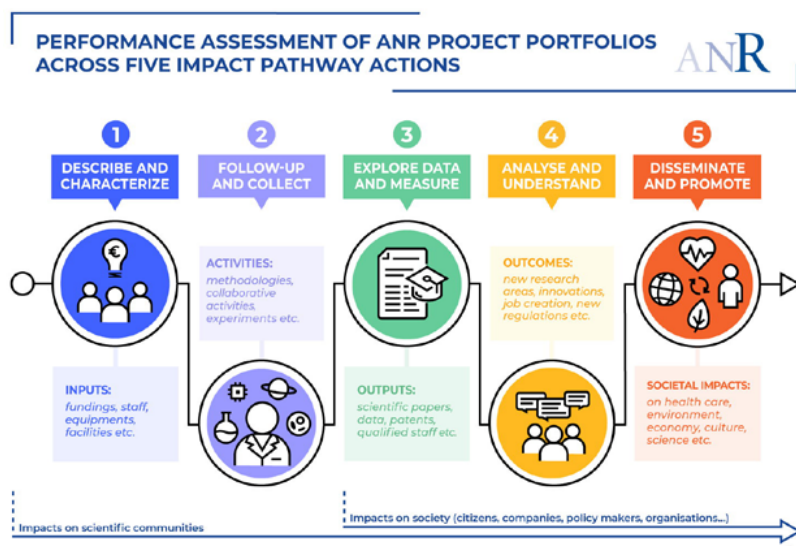 PERFORMANCE ASSESSMENT OF ANR PROJECT PORTFOLIOS
ACROSS FIVE IMPACT PATHWAY ACTIONS
ANR
1
DESCRIBE AND
CHARACTERIZE
2
FOLLOW-UP
AND COLLECT
3
EXPLORE DATA
AND MEASURE
4
ANALYSE AND
UNDERSTAND
5
DISSEMINATE
AND PROMOTE
€
INPUTS:
fundings, staff,
equipments,
facilities etc.
ACTIVITIES:
methodologies,
collaborative
activities,
experiments etc.
OUTPUTS:
scientific papers,
data, patents,
qualified staff etc.
OUTCOMES:
new research
areas, innovations,
job creation, new
regulations etc.
SOCIETAL IMPACTS:
on health care,
environment,
economy, culture,
science etc.
Impacts on scientific communities
Impacts on society (citizens, companies, policy makers, organisations...)